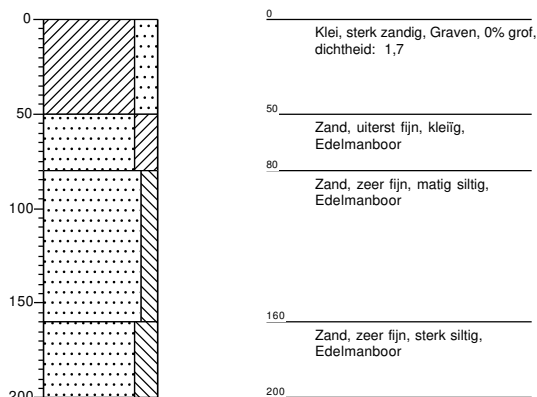 0
0
Klei, sterk zandig, Graven, 0% grof,
dichtheid: 1,7
50
50
Zand, uiterst fijn, kleiïg,
Edelmanboor
80
Zand, zeer fijn, matig siltig,
Edelmanboor
100
150
160
Zand, zeer fijn, sterk siltig,
Edelmanboor
200
200